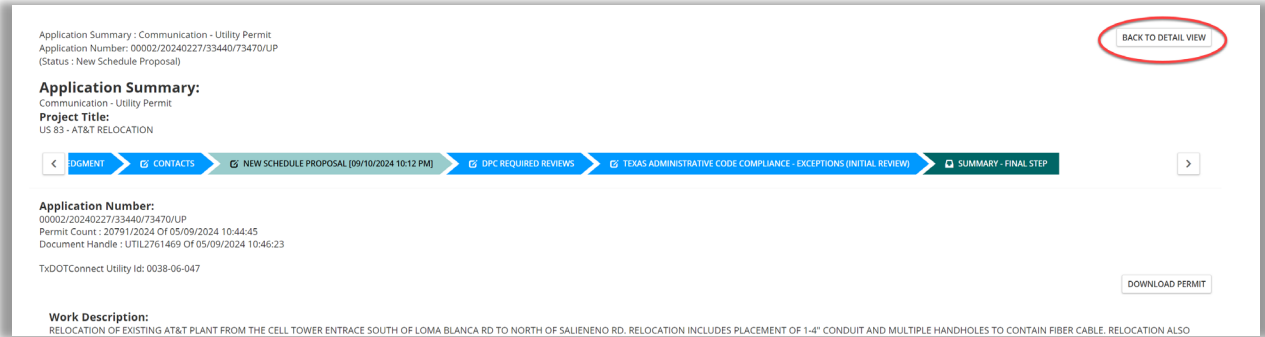 Application Summary : Communication - Utility Permit
BACK TO DETAIL VIEW
Application Number: 00002/20240227/33440/73470/UP
(Status : New Schedule Proposal)
Application Summary:
Communication - Utility Permit
Project Title:
US 83 - AT&T RELOCATION
EDGMENT CONTACTS NEW SCHEDULE PROPOSAL [09/10/2024 10:12 PM] DPC REQUIRED REVIEWS TEXAS ADMINISTRATIVE CODE COMPLIANCE - EXCEPTIONS (INITIAL REVIEW) SUMMARY - FINAL STEP
Application Number:
00002/20240227/33440/73470/UP
Permit Count : 20791/2024 Of 05/09/2024 10:44:45
Document Handle : UTIL2761469 Of 05/09/2024 10:46:23
TxDOTConnect Utility Id: 0038-06-047
DOWNLOAD PERMIT
Work Description:
RELOCATION OF EXISTING AT&T PLANT FROM THE CELL TOWER ENTRACE SOUTH OF LOMA BLANCA RD TO NORTH OF SALIENENO RD. RELOCATION INCLUDES PLACEMENT OF 1-4" CONDUIT AND MULTIPLE HANDHOLES TO CONTAIN FIBER CABLE. RELOCATION ALSO